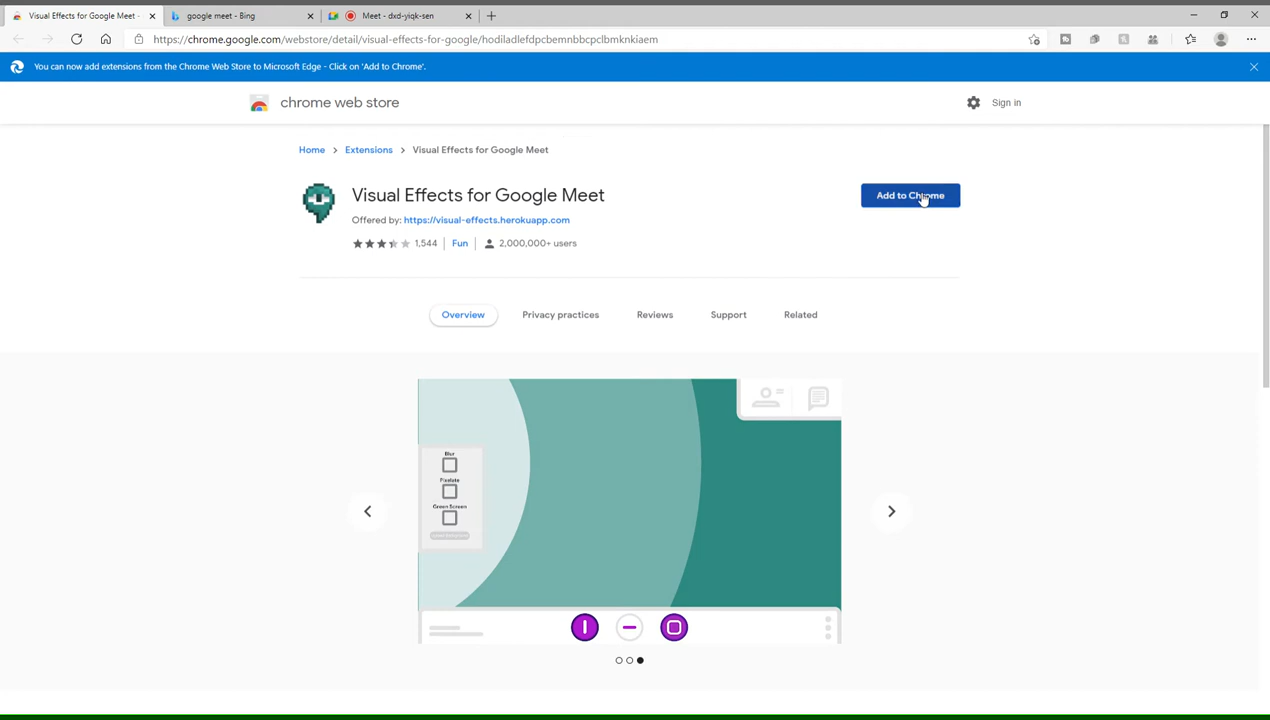 Visual Effects for Google Meet -
google meet - Bing
Meet - dxd-yiqk-sen
https://chrome.google.com/webstore/detail/visual-effects-for-google/hodiladlefdpcbemnbbcpclbmknkiaem
You can now add extensions from the Chrome Web Store to Microsoft Edge - Click on 'Add to Chrome'.
chrome web store
Sign in
Home > Extensions > Visual Effects for Google Meet
Visual Effects for Google Meet
Add to Chrome
Offered by: https://visual-effects.herokuapp.com
1,544
Fun
2,000,000+ users
Overview
Privacy practices
Reviews
Support
Related
Blur
Pixelate
Green Screen